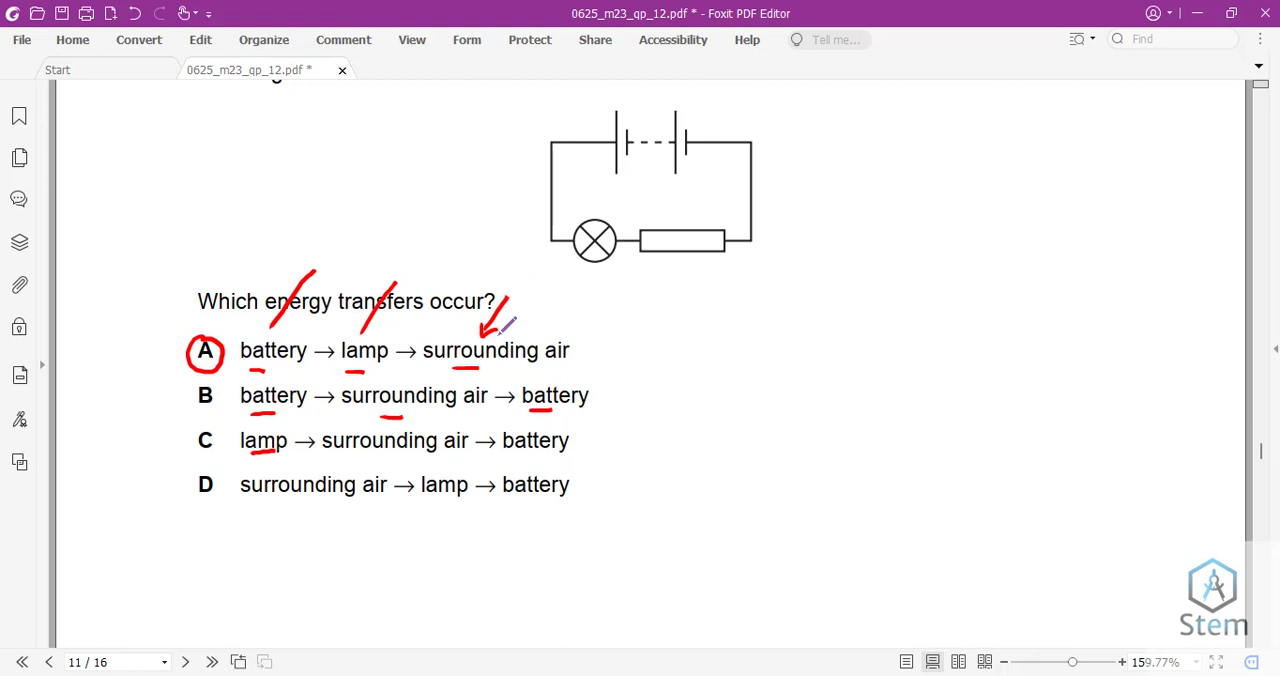 0625_m23_qp_12.pdf * - Foxit PDF Editor
File Home Convert Edit Organize Comment View Form Protect Share Accessibility Help Tell me... Find
Start 0625_m23_qp_12.pdf *
Which energy transfers occur?
A battery → lamp → surrounding air
B battery → surrounding air → battery
C lamp → surrounding air → battery
D surrounding air → lamp → battery
Stem
11 / 16 159.77%